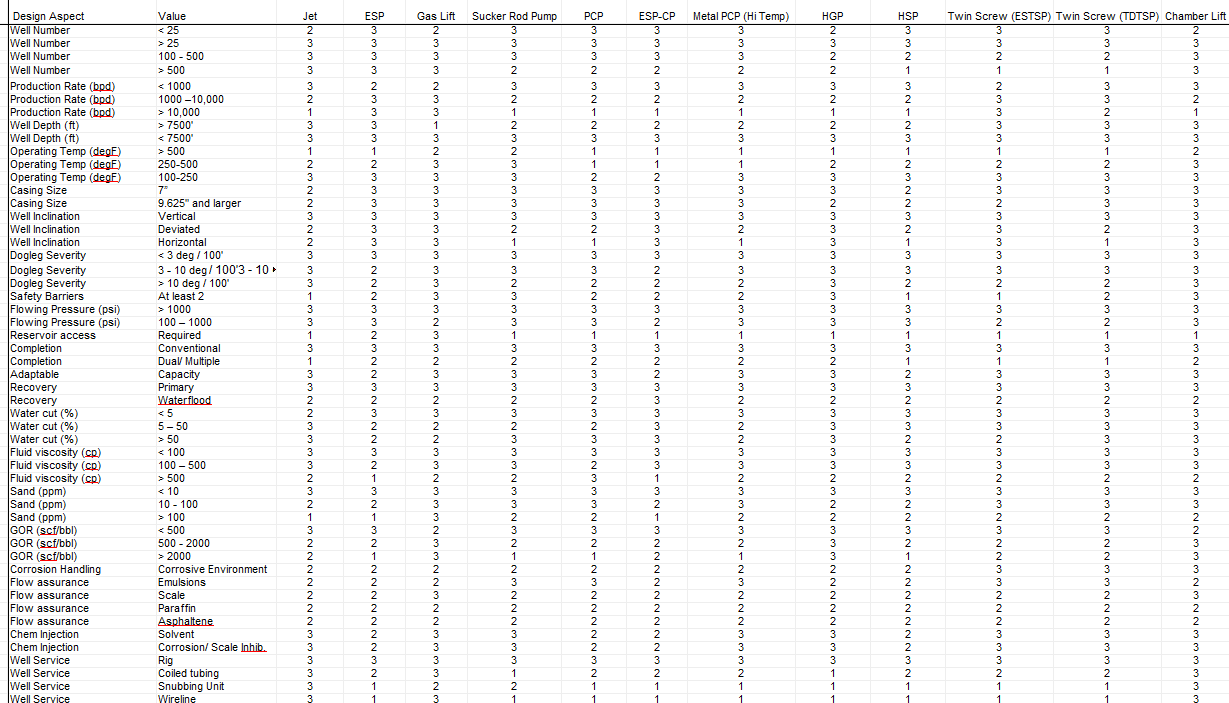 Design Aspect Value Jet ESP Gas Lift Sucker Rod Pump PCP ESP-CP Metal PCP (Hi Temp) HGP HSP Twin Screw (ESTSP) Twin Screw (TDTSP) Chamber Lift
Well Number < 25 2 3 2 3 3 3 3 2 3 3 3 2
Well Number > 25 3 3 3 3 3 3 3 3 3 3 3 3
Well Number 100 - 500 3 3 3 3 3 3 3 2 2 2 2 3
Well Number > 500 3 3 3 2 2 2 2 2 1 1 1 3
Production Rate (bpd) < 1000 3 2 2 3 3 3 3 3 3 2 3 3
Production Rate (bpd) 1000 –10,000 2 3 3 2 2 2 2 2 2 3 3 2
Production Rate (bpd) > 10,000 1 3 3 1 1 1 1 1 1 3 2 1
Well Depth (ft) > 7500' 3 3 1 2 2 2 2 2 2 3 2 3
Well Depth (ft) < 7500' 3 3 3 3 3 3 3 3 3 3 3 3
Operating Temp (degF) > 500 1 1 2 2 1 1 1 1 1 1 1 2
Operating Temp (degF) 250-500 2 2 3 3 1 1 1 2 2 2 2 3
Operating Temp (degF) 100-250 3 3 3 3 2 2 3 3 3 3 3 3
Casing Size 7" 2 3 3 3 3 3 3 3 2 3 3 3
Casing Size 9.625" and larger 2 3 3 3 3 3 3 2 2 2 3 3
Well Inclination Vertical 3 3 3 3 3 3 3 3 3 3 3 3
Well Inclination Deviated 2 3 3 2 2 3 2 3 2 3 2 3
Well Inclination Horizontal 2 3 3 1 1 3 1 3 1 3 1 3
Dogleg Severity < 3 deg / 100' 3 3 3 3 3 3 3 3 3 3 3 3
Dogleg Severity 3 - 10 deg / 100'3 - 10 3 2 3 3 3 2 3 3 3 3 3 3
Dogleg Severity > 10 deg / 100' 3 2 3 2 2 2 2 3 2 2 2 3
Safety Barriers At least 2 1 2 3 3 2 2 2 3 1 1 2 3
Flowing Pressure (psi) > 1000 3 3 3 3 3 3 3 3 3 3 3 3
Flowing Pressure (psi) 100 – 1000 3 3 2 3 3 2 3 3 3 2 2 3
Reservoir access Required 1 2 3 1 1 1 1 1 1 1 1 1
Completion Conventional 3 3 3 3 3 3 3 3 3 3 3 3
Completion Dual/ Multiple 1 2 2 2 2 2 2 2 1 1 1 2
Adaptable Capacity 3 2 3 3 3 2 3 3 2 3 3 3
Recovery Primary 3 3 3 3 3 3 3 3 3 3 3 3
Recovery Waterflood 2 2 2 2 2 3 2 2 2 2 2 2
Water cut (%) < 5 2 3 3 3 3 3 3 3 3 3 3 3
Water cut (%) 5 – 50 2 2 2 2 2 3 2 3 3 3 3 3
Water cut (%) > 50 3 2 2 3 3 3 2 3 2 2 3 3
Fluid viscosity (cp) < 100 3 3 3 3 3 3 3 3 3 3 3 3
Fluid viscosity (cp) 100 – 500 3 2 3 3 2 3 3 3 3 3 3 3
Fluid viscosity (cp) > 500 2 1 2 2 3 1 2 2 2 2 2 2
Sand (ppm) < 10 3 3 3 3 3 3 3 3 3 3 3 3
Sand (ppm) 10 - 100 2 2 3 3 3 2 3 3 3 3 3 3
Sand (ppm) > 100 1 1 3 2 2 1 2 2 2 2 2 3
GOR (scf/bbl) < 500 3 3 2 3 3 3 3 3 3 3 3 2
GOR (scf/bbl) 500 - 2000 2 2 3 2 2 2 2 3 2 2 2 3
GOR (scf/bbl) > 2000 2 1 3 1 1 2 1 3 1 2 2 3
Corrosion Handling Corrosive Environment 2 2 2 2 2 2 2 2 2 3 3 2
Flow assurance Emulsions 2 2 2 3 3 2 3 2 2 3 3 2
Flow assurance Scale 2 2 3 2 2 2 2 2 2 2 2 3
Flow assurance Paraffin 2 2 2 2 2 2 2 2 2 2 2 3
Flow assurance Asphaltene 2 2 2 2 2 2 2 2 2 2 2 2
Chem Injection Solvent 3 2 3 3 2 2 3 3 2 3 3 3
Chem Injection Corrosion/ Scale Inhib. 3 2 3 3 2 2 3 3 2 3 3 3
Well Service Rig 3 3 3 3 3 3 3 3 3 3 3 3
Well Service Coiled tubing 3 2 3 1 2 2 2 1 2 2 2 3
Well Service Snubbing Unit 3 1 2 2 1 1 1 1 1 1 1 3
Well Service Wireline 3 1 3 1 1 1 1 1 1 1 1 3